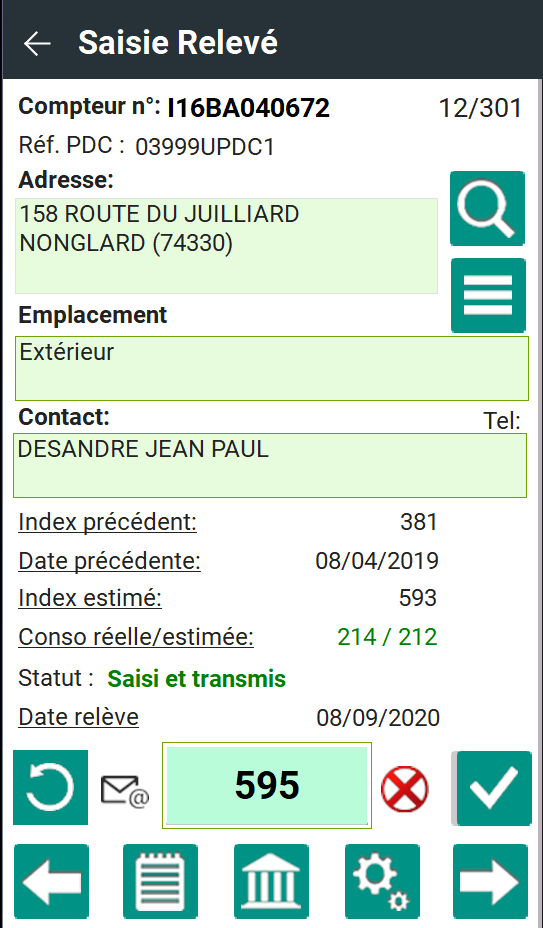 Saisie Relevé
Compteur n°: I16BA040672 12/301
Réf. PDC : 03999UPDC1
Adresse:
158 ROUTE DU JUILLIARD
NONGLARD (74330)
Emplacement
Extérieur
Contact: Tel:
DESANDRE JEAN PAUL
Index précédent: 381
Date précédente: 08/04/2019
Index estimé: 593
Conso réelle/estimée: 214 / 212
Statut : Saisi et transmis
Date relève 08/09/2020
@ 595